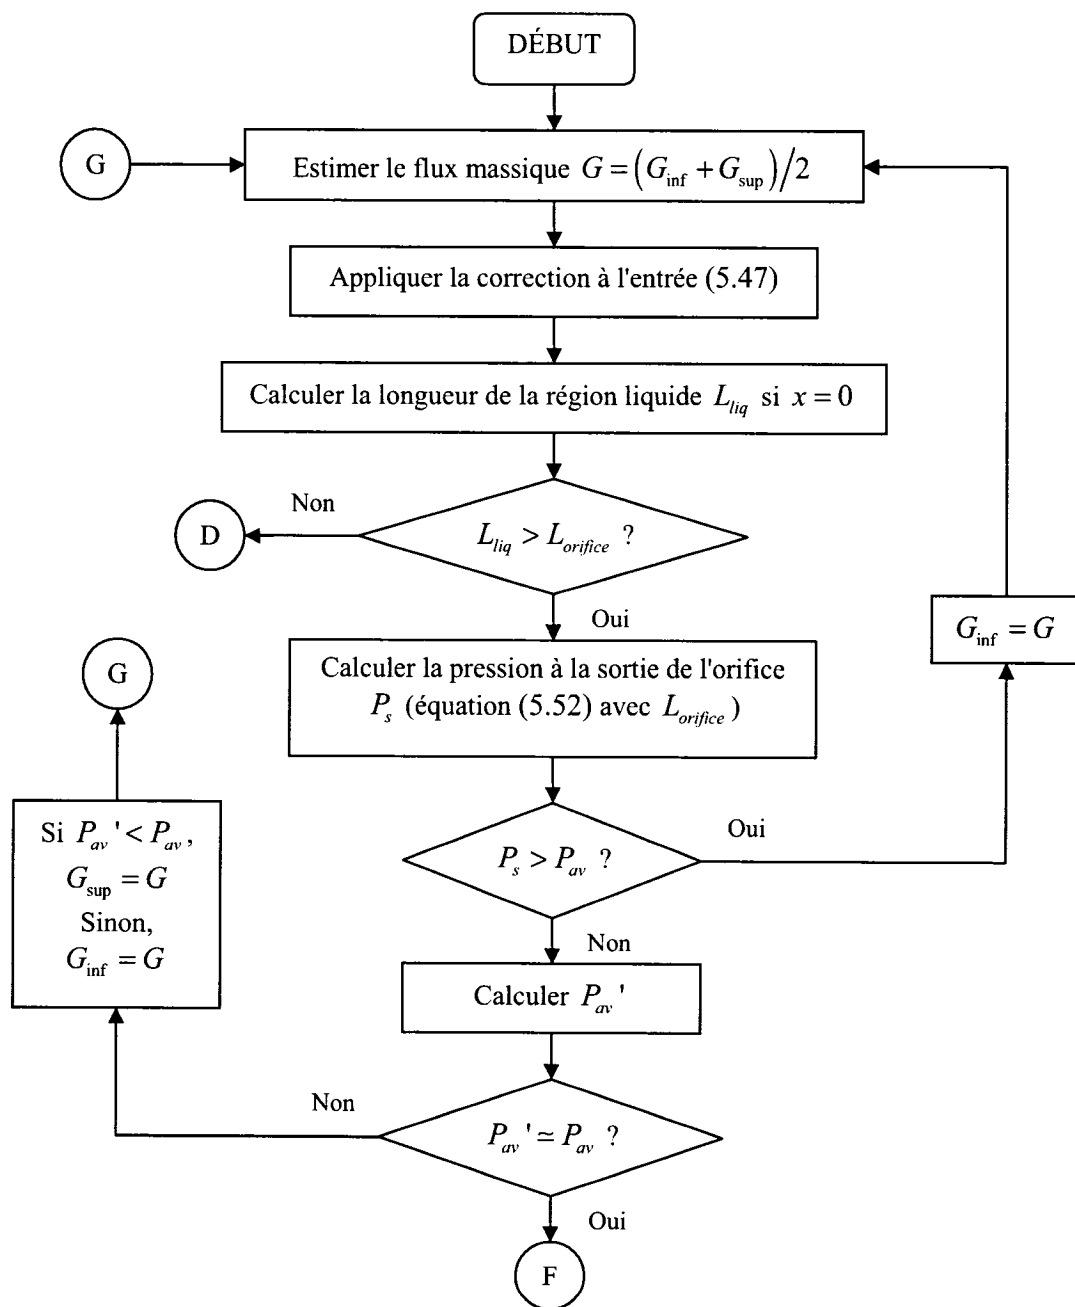 DÉBUT
G
Estimer le flux massique G = (G_inf + G_sup)/2
Appliquer la correction à l'entrée (5.47)
Calculer la longueur de la région liquide L_liq si x = 0
Non
D
L_liq > L_orifice ?
Oui
G_inf = G
G
Calculer la pression à la sortie de l'orifice
P_s (équation (5.52) avec L_orifice)
Si P_av' < P_av,
G_sup = G
Sinon,
G_inf = G
Oui
P_s > P_av ?
Non
Calculer P_av'
Non
P_av' ≃ P_av ?
Oui
F